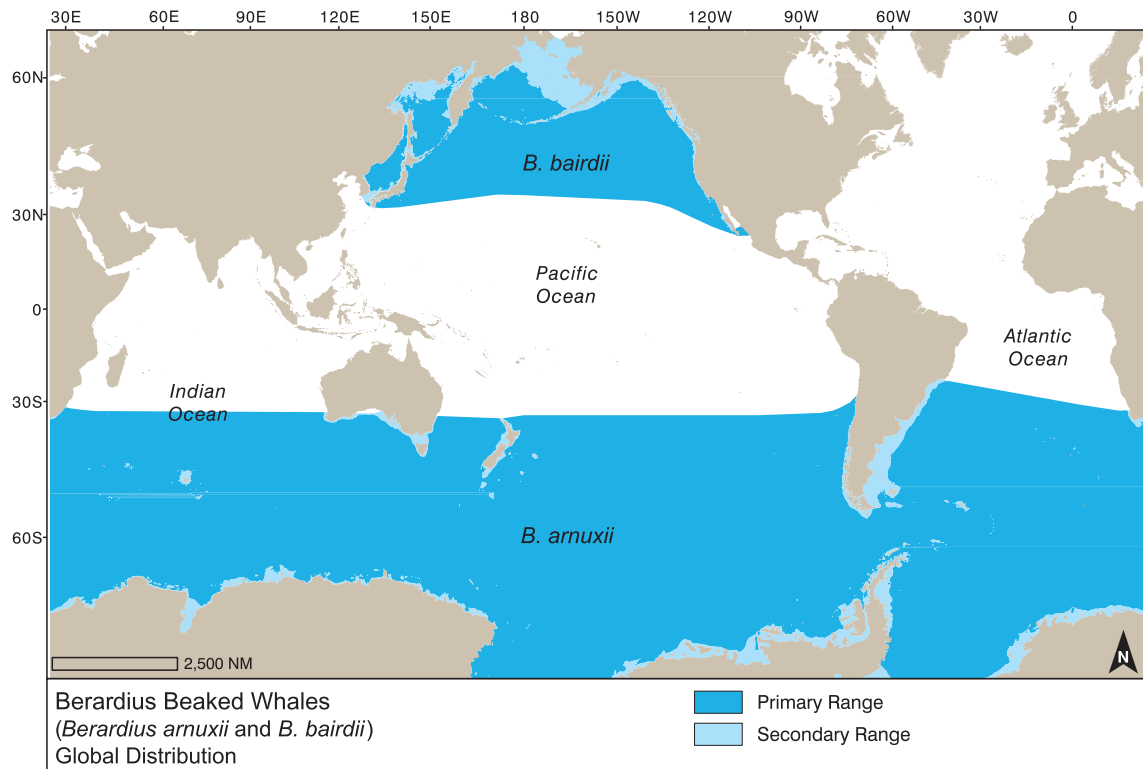 30E 60E 90E 120E 150E 180 150W 120W 90W 60W 30W 0
60N
B. bairdii
30N
Pacific
Ocean
0
Atlantic
Ocean
Indian
Ocean
30S
B. arnuxii
60S
2,500 NM
N
Berardius Beaked Whales
(Berardius arnuxii and B. bairdii)
Global Distribution
Primary Range
Secondary Range